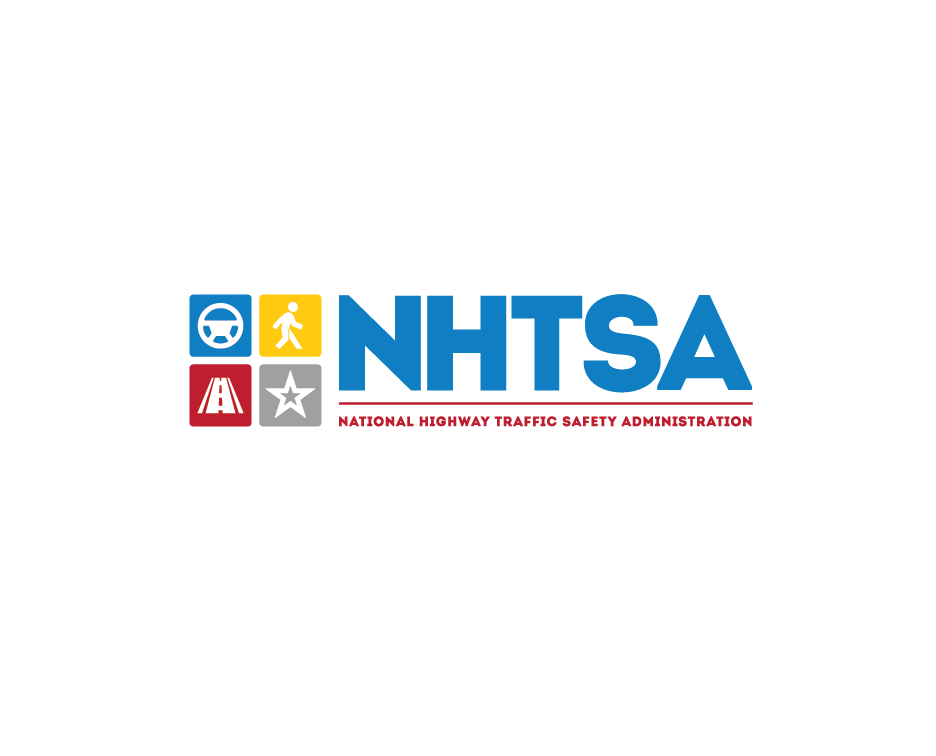 NHTSA
NATIONAL HIGHWAY TRAFFIC SAFETY ADMINISTRATION